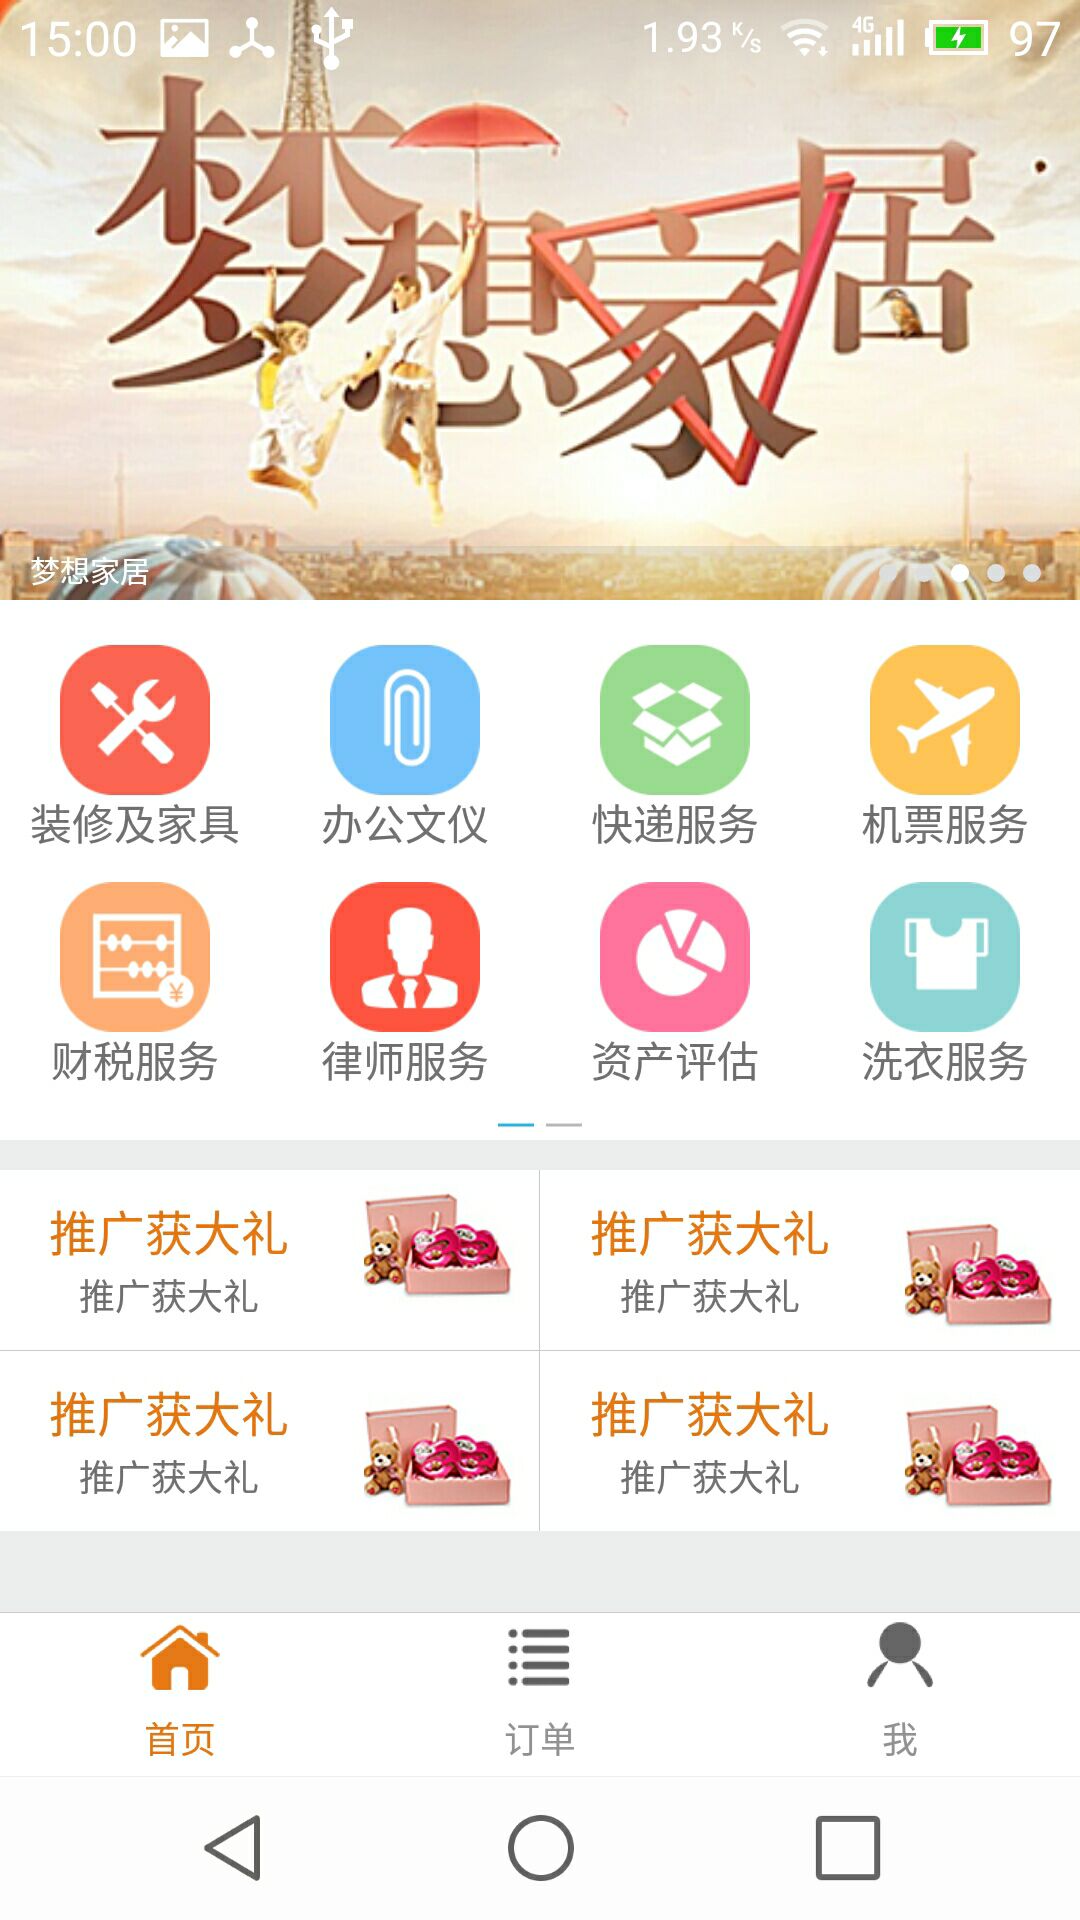 15:00 1.93 K/s 4G 97
梦想家居
梦想家居
装修及家具 办公文仪 快递服务 机票服务
¥
财税服务 律师服务 资产评估 洗衣服务
推广获大礼 推广获大礼
推广获大礼 推广获大礼
推广获大礼 推广获大礼
推广获大礼 推广获大礼
首页 订单 我